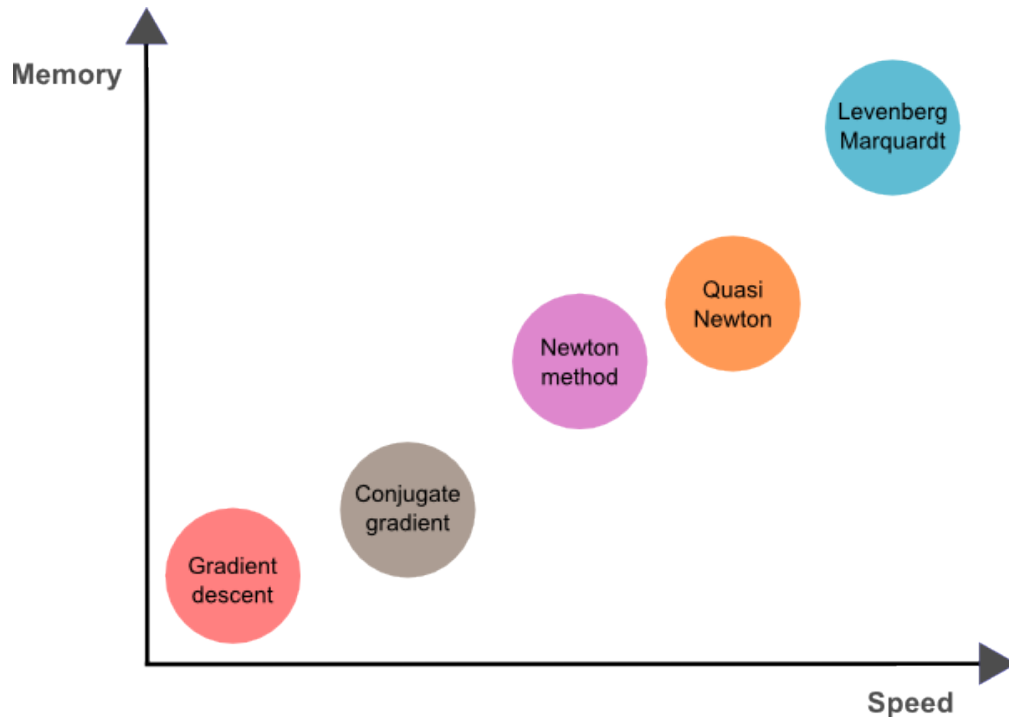 Memory
Levenberg
Marquardt
Quasi
Newton
Newton
method
Conjugate
gradient
Gradient
descent
Speed